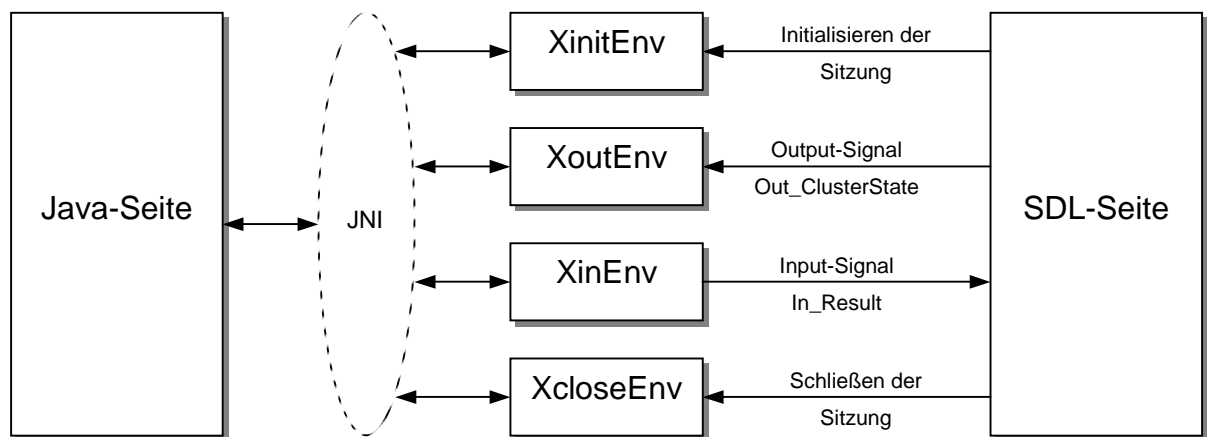 Java-Seite
JNI
XinitEnv
Initialisieren der
Sitzung
XoutEnv
Output-Signal
Out_ClusterState
XinEnv
Input-Signal
In_Result
XcloseEnv
Schließen der
Sitzung
SDL-Seite